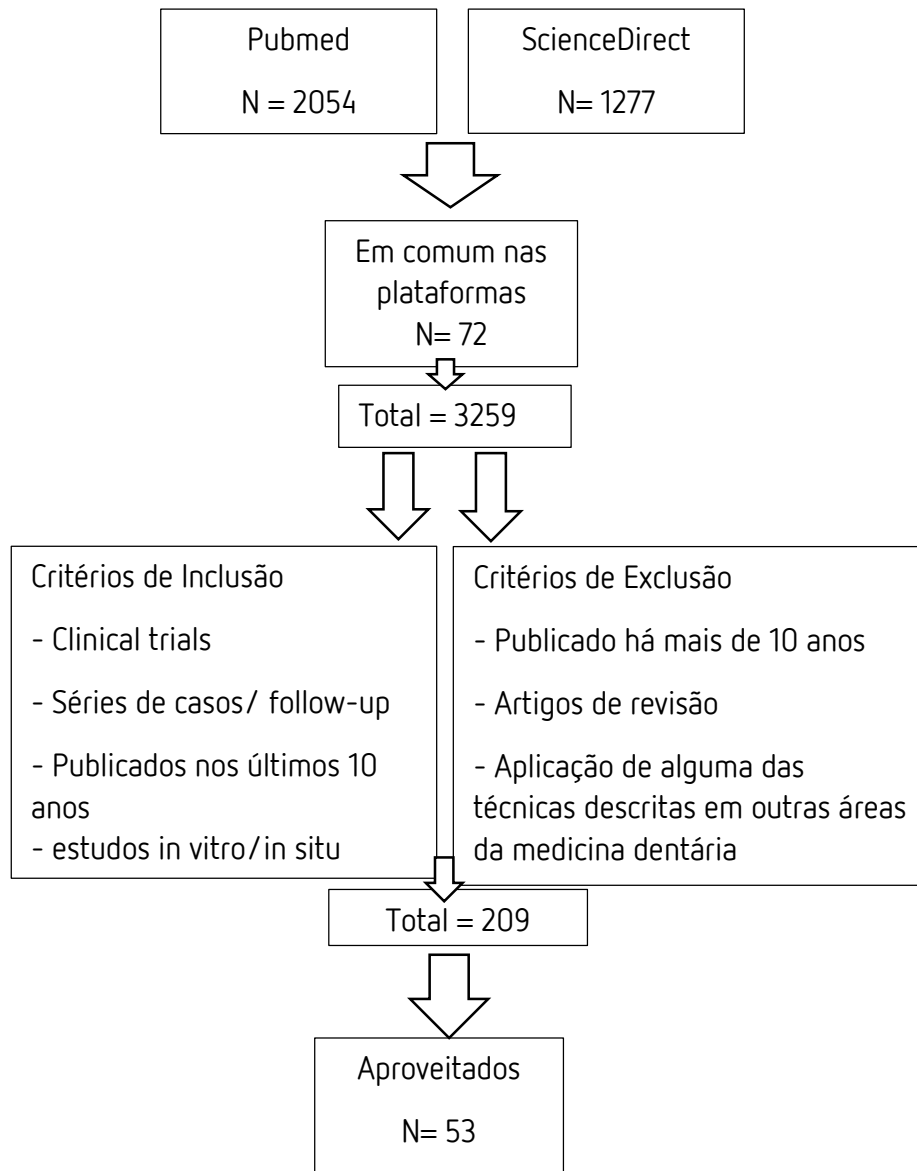 Pubmed
N = 2054
ScienceDirect
N= 1277
Em comum nas
plataformas
N= 72
Total = 3259
Critérios de Inclusão
- Clinical trials
- Séries de casos/ follow-up
- Publicados nos últimos 10
anos
- estudos in vitro/in situ
Critérios de Exclusão
- Publicado há mais de 10 anos
- Artigos de revisão
- Aplicação de alguma das
técnicas descritas em outras áreas
da medicina dentária
Total = 209
Aproveitados
N= 53